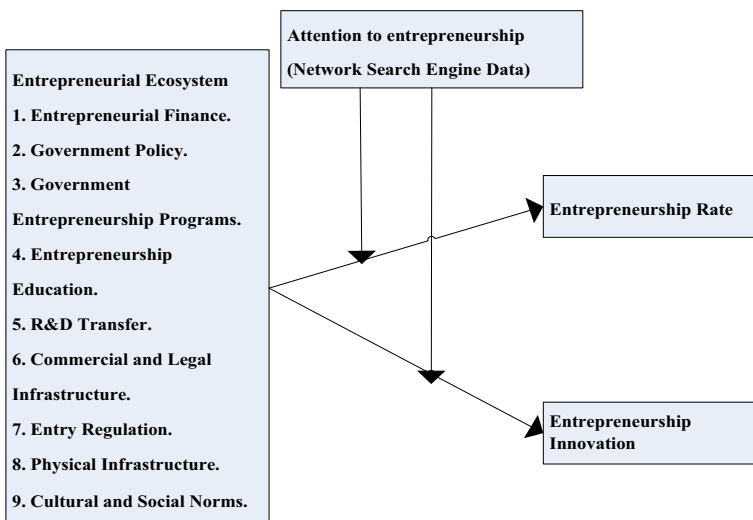 Attention to entrepreneurship
(Network Search Engine Data)
Entrepreneurial Ecosystem
1. Entrepreneurial Finance.
2. Government Policy.
3. Government
Entrepreneurship Programs.
4. Entrepreneurship
Education.
5. R&D Transfer.
6. Commercial and Legal
Infrastructure.
7. Entry Regulation.
8. Physical Infrastructure.
9. Cultural and Social Norms.
Entrepreneurship Rate
Entrepreneurship
Innovation